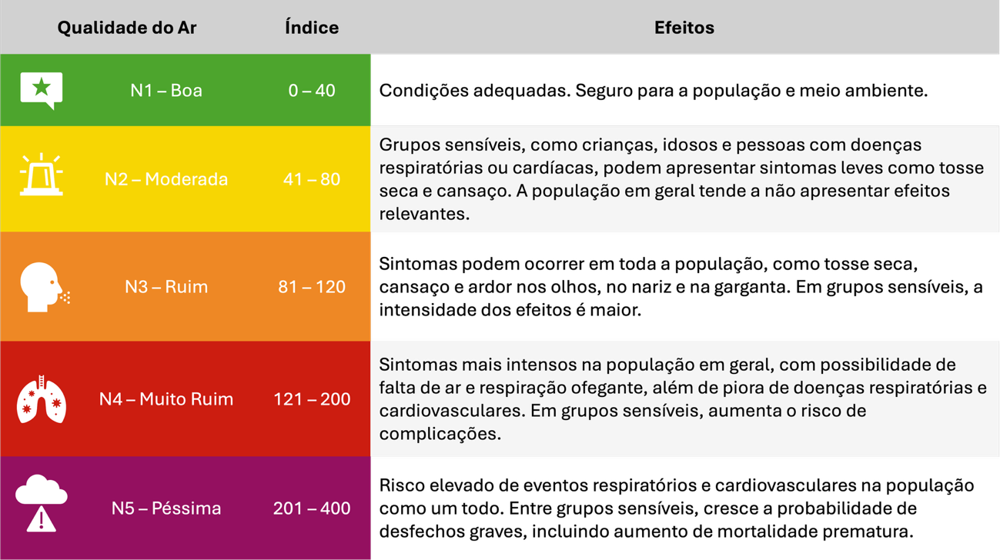 Qualidade do Ar Índice Efeitos
N1 – Boa 0 – 40 Condições adequadas. Seguro para a população e meio ambiente.
N2 – Moderada 41 – 80
Grupos sensíveis, como crianças, idosos e pessoas com doenças
respiratórias ou cardíacas, podem apresentar sintomas leves como tosse
seca e cansaço. A população em geral tende a não apresentar efeitos
relevantes.
N3 – Ruim 81 – 120
Sintomas podem ocorrer em toda a população, como tosse seca,
cansaço e ardor nos olhos, no nariz e na garganta. Em grupos sensíveis, a
intensidade dos efeitos é maior.
N4 – Muito Ruim 121 – 200
Sintomas mais intensos na população em geral, com possibilidade de
falta de ar e respiração ofegante, além de piora de doenças respiratórias e
cardiovasculares. Em grupos sensíveis, aumenta o risco de
complicações.
N5 – Péssima 201 – 400
Risco elevado de eventos respiratórios e cardiovasculares na população
como um todo. Entre grupos sensíveis, cresce a probabilidade de
desfechos graves, incluindo aumento de mortalidade prematura.